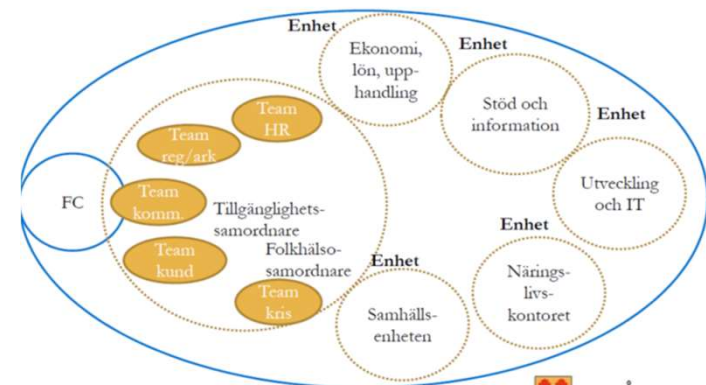 Enhet
Ekonomi,
lön, upp-
handling
Enhet
Stöd och
information
Enhet
Utveckling
och IT
Team
HR
Team
reg/ark
FC
Team
komm.
Tillgänglighets-
samordnare
Team
kund
Folkhälso-
samordnare
Team
kris
Enhet
Samhälls-
enheten
Enhet
Närings-
livs-
kontoret